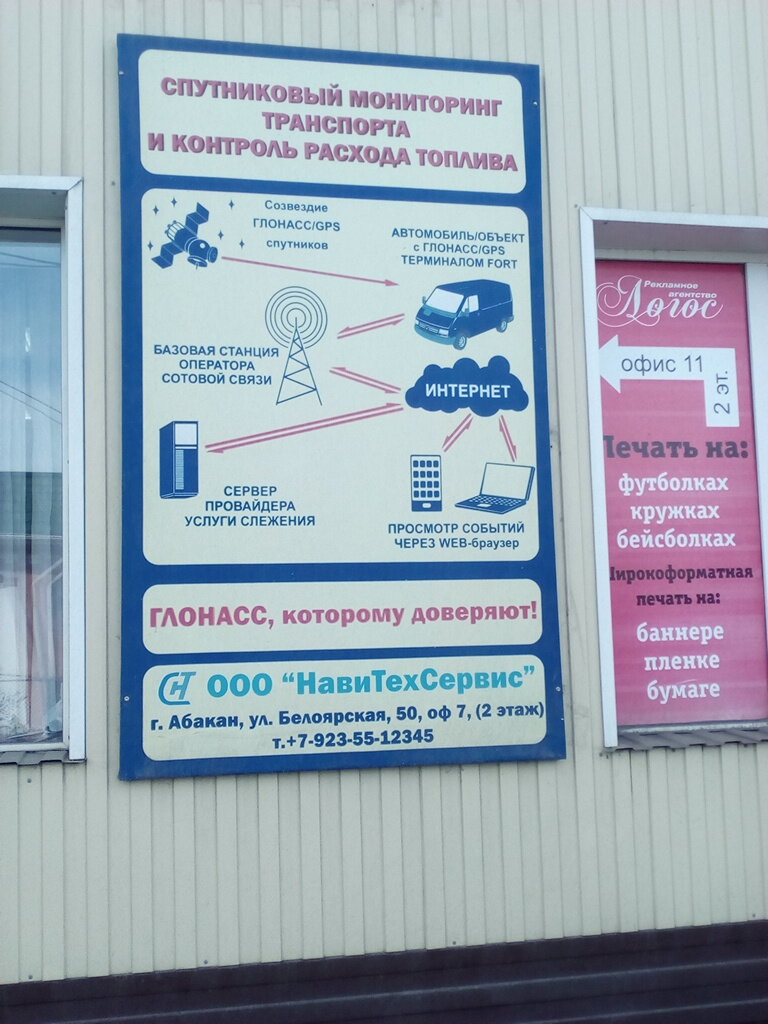 СПУТНИКОВЫЙ МОНИТОРИНГ
ТРАНСПОРТА
И КОНТРОЛЬ РАСХОДА ТОПЛИВА
Созвездие
ГЛОНАСС/GPS
спутников
АВТОМОБИЛЬ/ОБЪЕКТ
с ГЛОНАСС/GPS
ТЕРМИНАЛОМ FORT
БАЗОВАЯ СТАНЦИЯ
ОПЕРАТОРА
СОТОВОЙ СВЯЗИ
ИНТЕРНЕТ
СЕРВЕР
ПРОВАЙДЕРА
УСЛУГИ СЛЕЖЕНИЯ
ПРОСМОТР СОБЫТИЙ
ЧЕРЕЗ WEB-браузер
ГЛОНАСС, которому доверяют!
СНТ ООО “НавиТехСервис”
г. Абакан, ул. Белоярская, 50, оф 7, (2 этаж)
т.+7-923-55-12345
Рекламное
агентство
Логос
офис 11
2 эт.
Печать на:
футболках
кружках
бейсболках
Широкоформатная
печать на:
баннере
пленке
бумаге